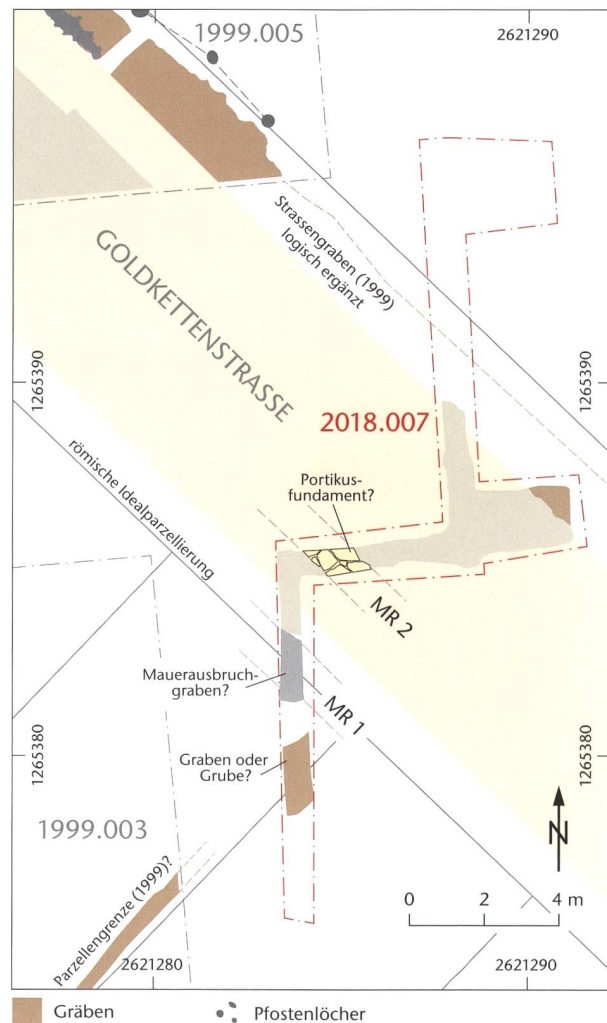 1999.005
2621290
Strassengraben (1999)
logisch ergänzt
GOLDKETTENSTRASSE
1265390
1265390
2018.007
Portikus-
fundament?
römische Idealparzellierung
MR 2
Mauerausbruch-
graben?
MR 1
Graben oder
Grube?
1265380
1265380
1999.003
N
Parzellengrenze (1999)?
0 2 4 m
2621280
2621290
Gräben
Pfostenlöcher